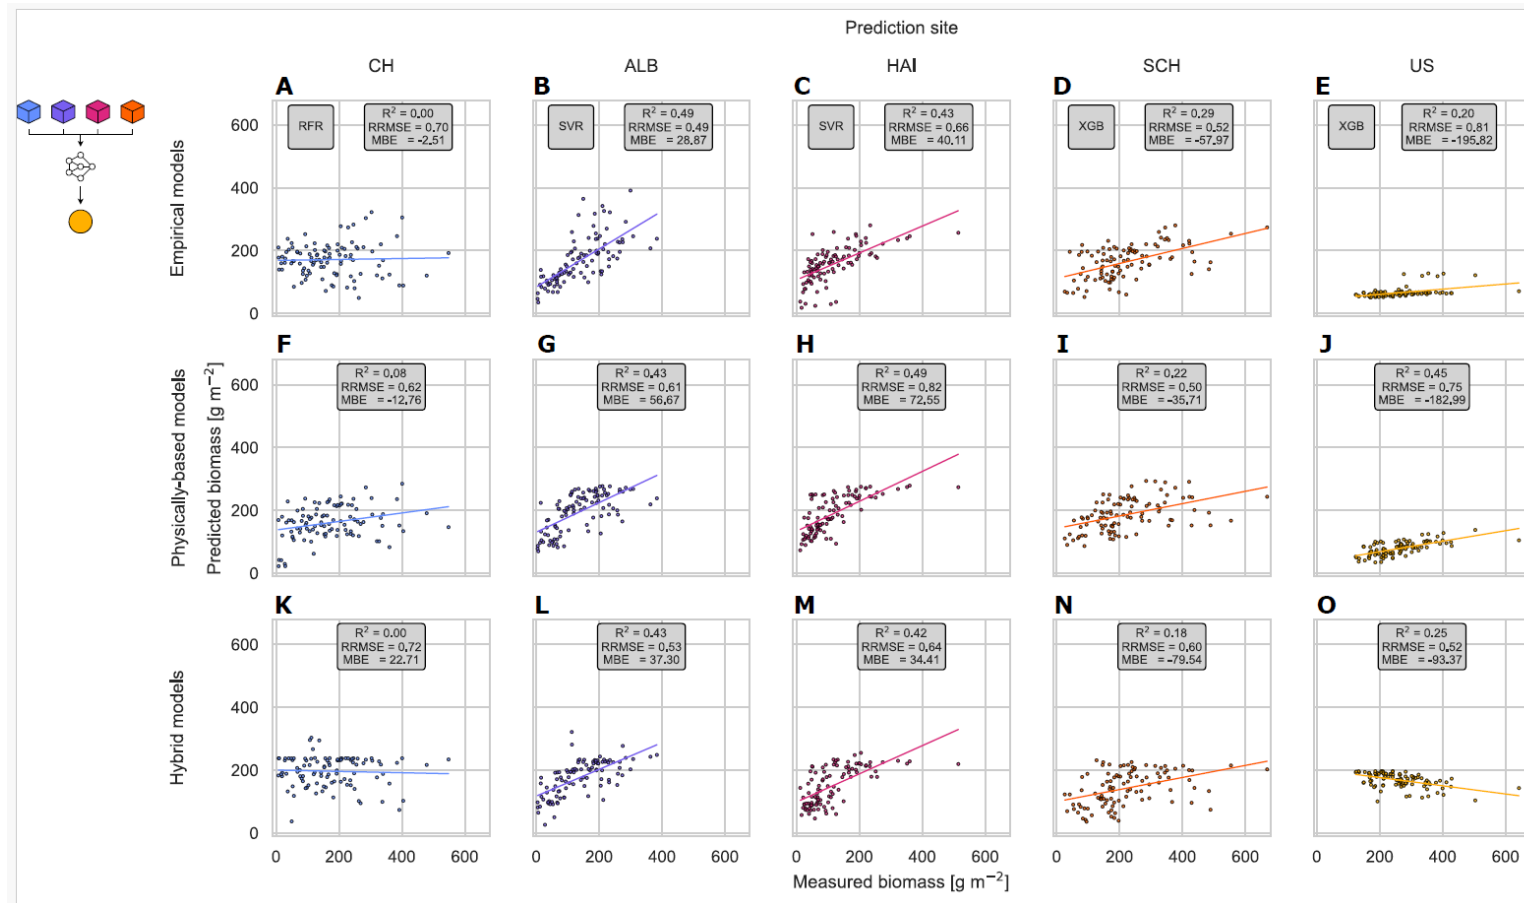 Prediction site
CH
ALB
HAI
SCH
US
Empirical models
A
RFR
R² = 0.00
RRMSE = 0.70
MBE = -2.51
B
SVR
R² = 0.49
RRMSE = 0.49
MBE = 28.87
C
SVR
R² = 0.43
RRMSE = 0.66
MBE = 40.11
D
XGB
R² = 0.29
RRMSE = 0.52
MBE = -57.97
E
XGB
R² = 0.20
RRMSE = 0.81
MBE = -195.82
600
400
200
0
Physically-based models
Predicted biomass [g m⁻²]
F
R² = 0.08
RRMSE = 0.62
MBE = -12.76
G
R² = 0.43
RRMSE = 0.61
MBE = 56.67
H
R² = 0.49
RRMSE = 0.82
MBE = 72.55
I
R² = 0.22
RRMSE = 0.50
MBE = -35.71
J
R² = 0.45
RRMSE = 0.75
MBE = -182.99
600
400
200
0
Hybrid models
K
R² = 0.00
RRMSE = 0.72
MBE = 22.71
L
R² = 0.43
RRMSE = 0.53
MBE = 37.30
M
R² = 0.42
RRMSE = 0.64
MBE = 34.41
N
R² = 0.18
RRMSE = 0.60
MBE = -79.54
O
R² = 0.25
RRMSE = 0.52
MBE = -93.37
600
400
200
0
0 200 400 600
0 200 400 600
0 200 400 600
0 200 400 600
0 200 400 600
Measured biomass [g m⁻²]